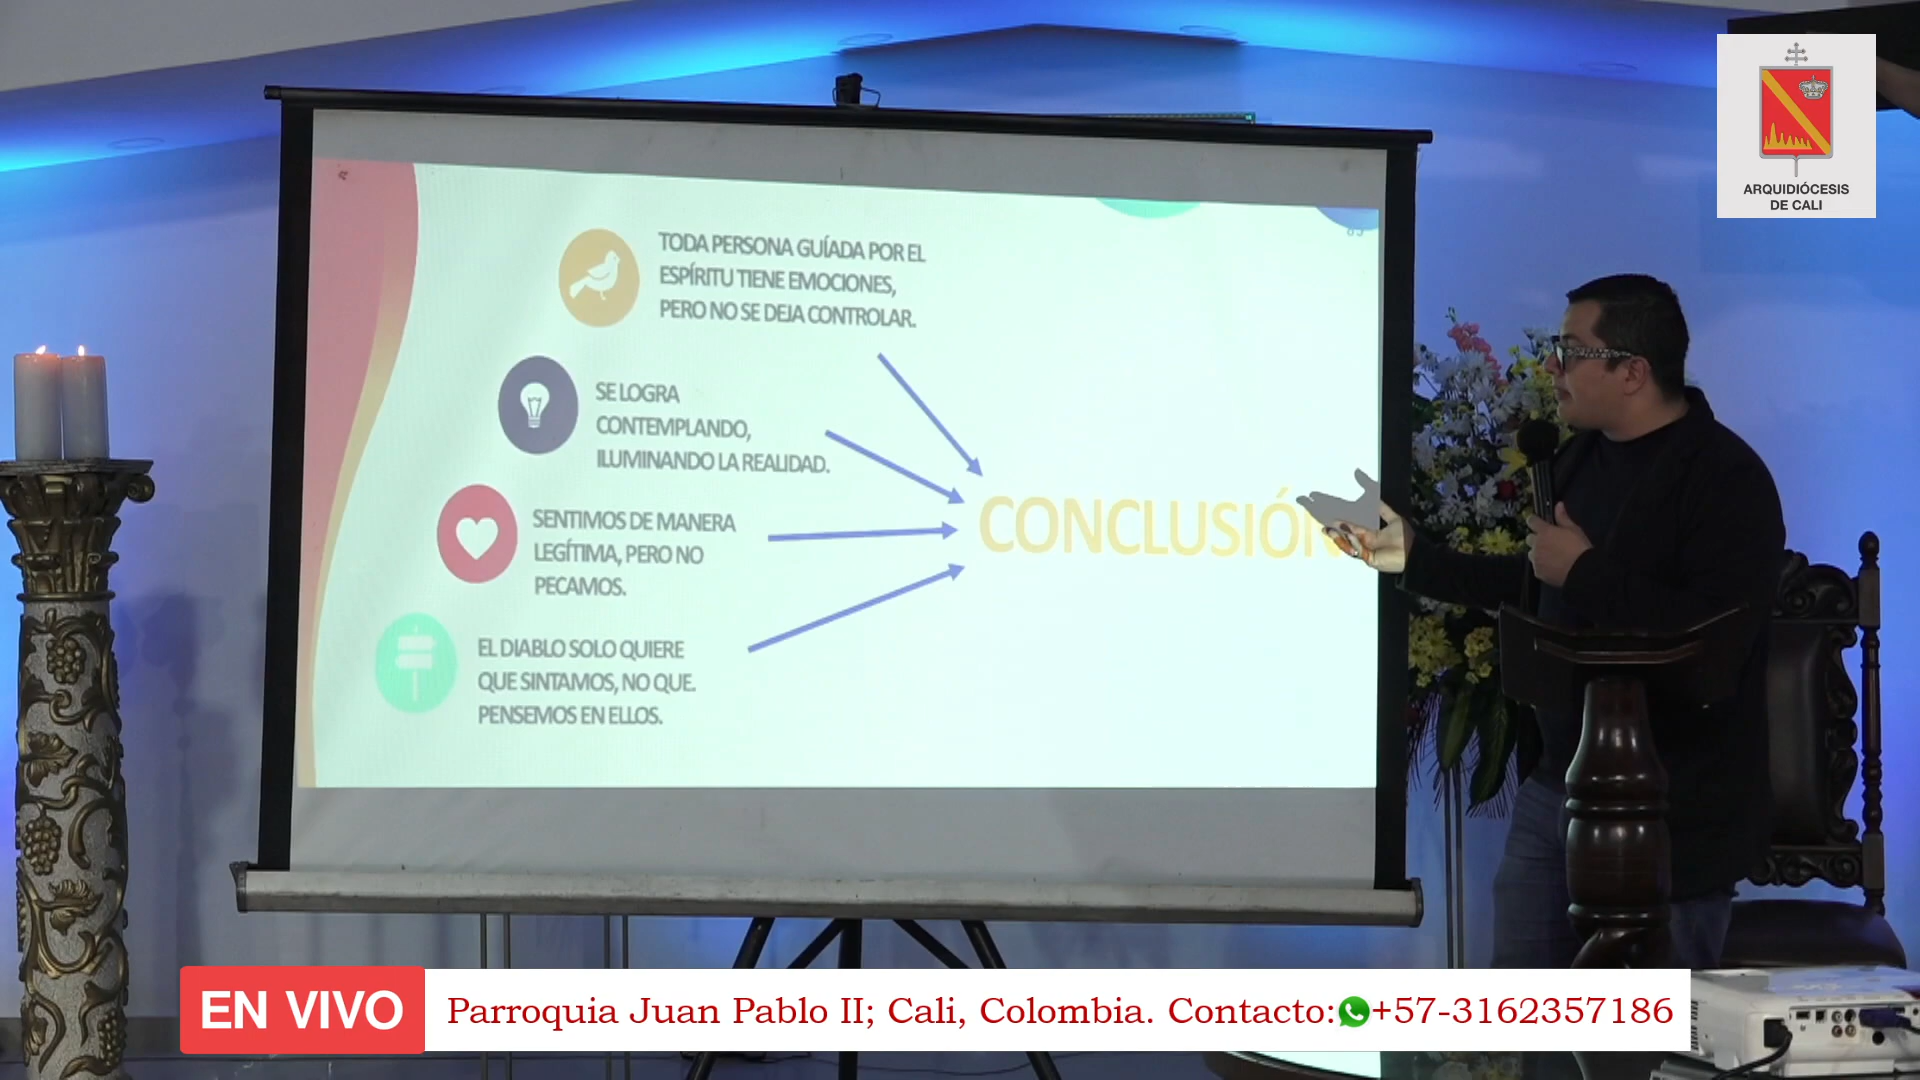 ARQUIDIÓCESIS
DE CALI
TODA PERSONA GUÍADA POR EL
ESPÍRITU TIENE EMOCIONES,
PERO NO SE DEJA CONTROLAR.
SE LOGRA
CONTEMPLANDO,
ILUMINANDO LA REALIDAD.
SENTIMOS DE MANERA
LEGÍTIMA, PERO NO
PECAMOS.
EL DIABLO SOLO QUIERE
QUE SINTAMOS, NO QUE.
PENSEMOS EN ELLOS.
CONCLUSIÓN
EN VIVO
Parroquia Juan Pablo II; Cali, Colombia. Contacto:+57-3162357186